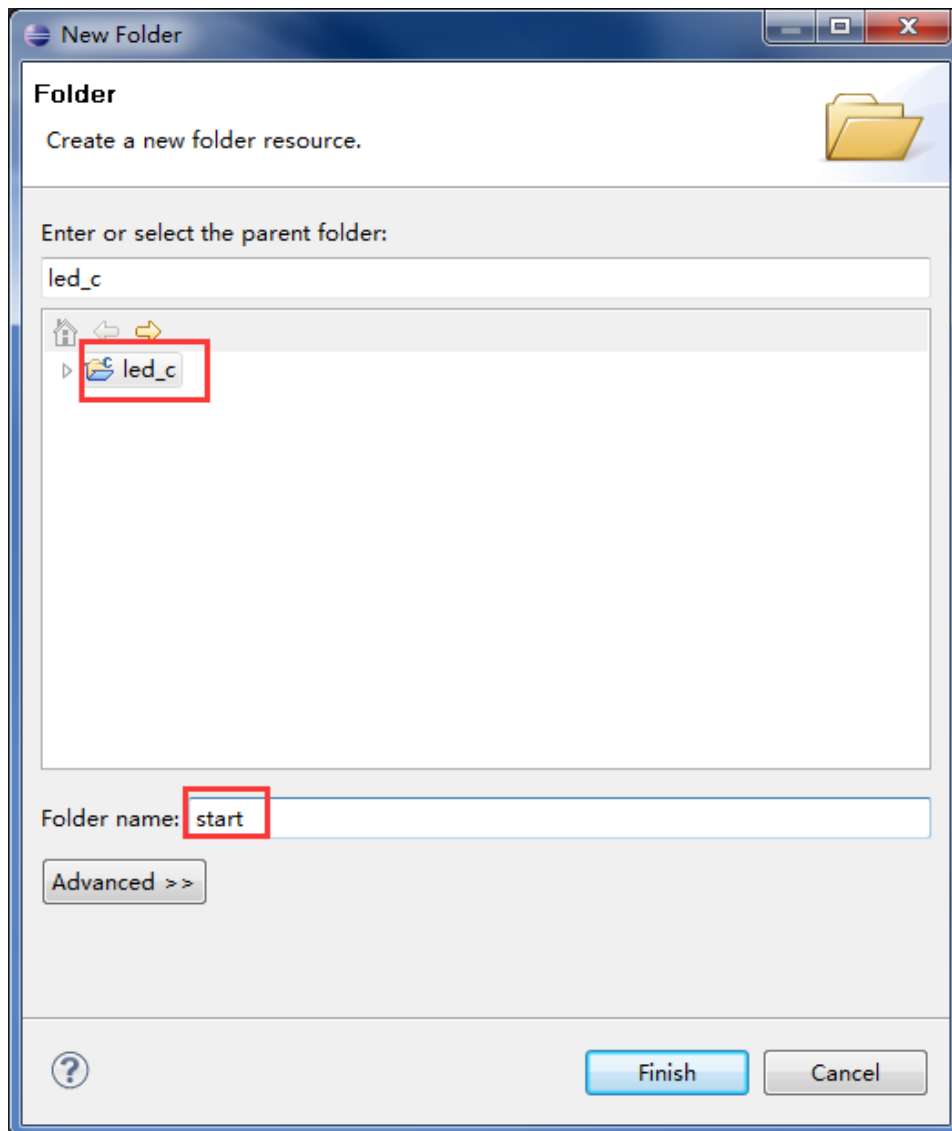 New Folder
Folder
Create a new folder resource.
Enter or select the parent folder:
led_c
led_c
Folder name: start
Advanced >>
Finish Cancel